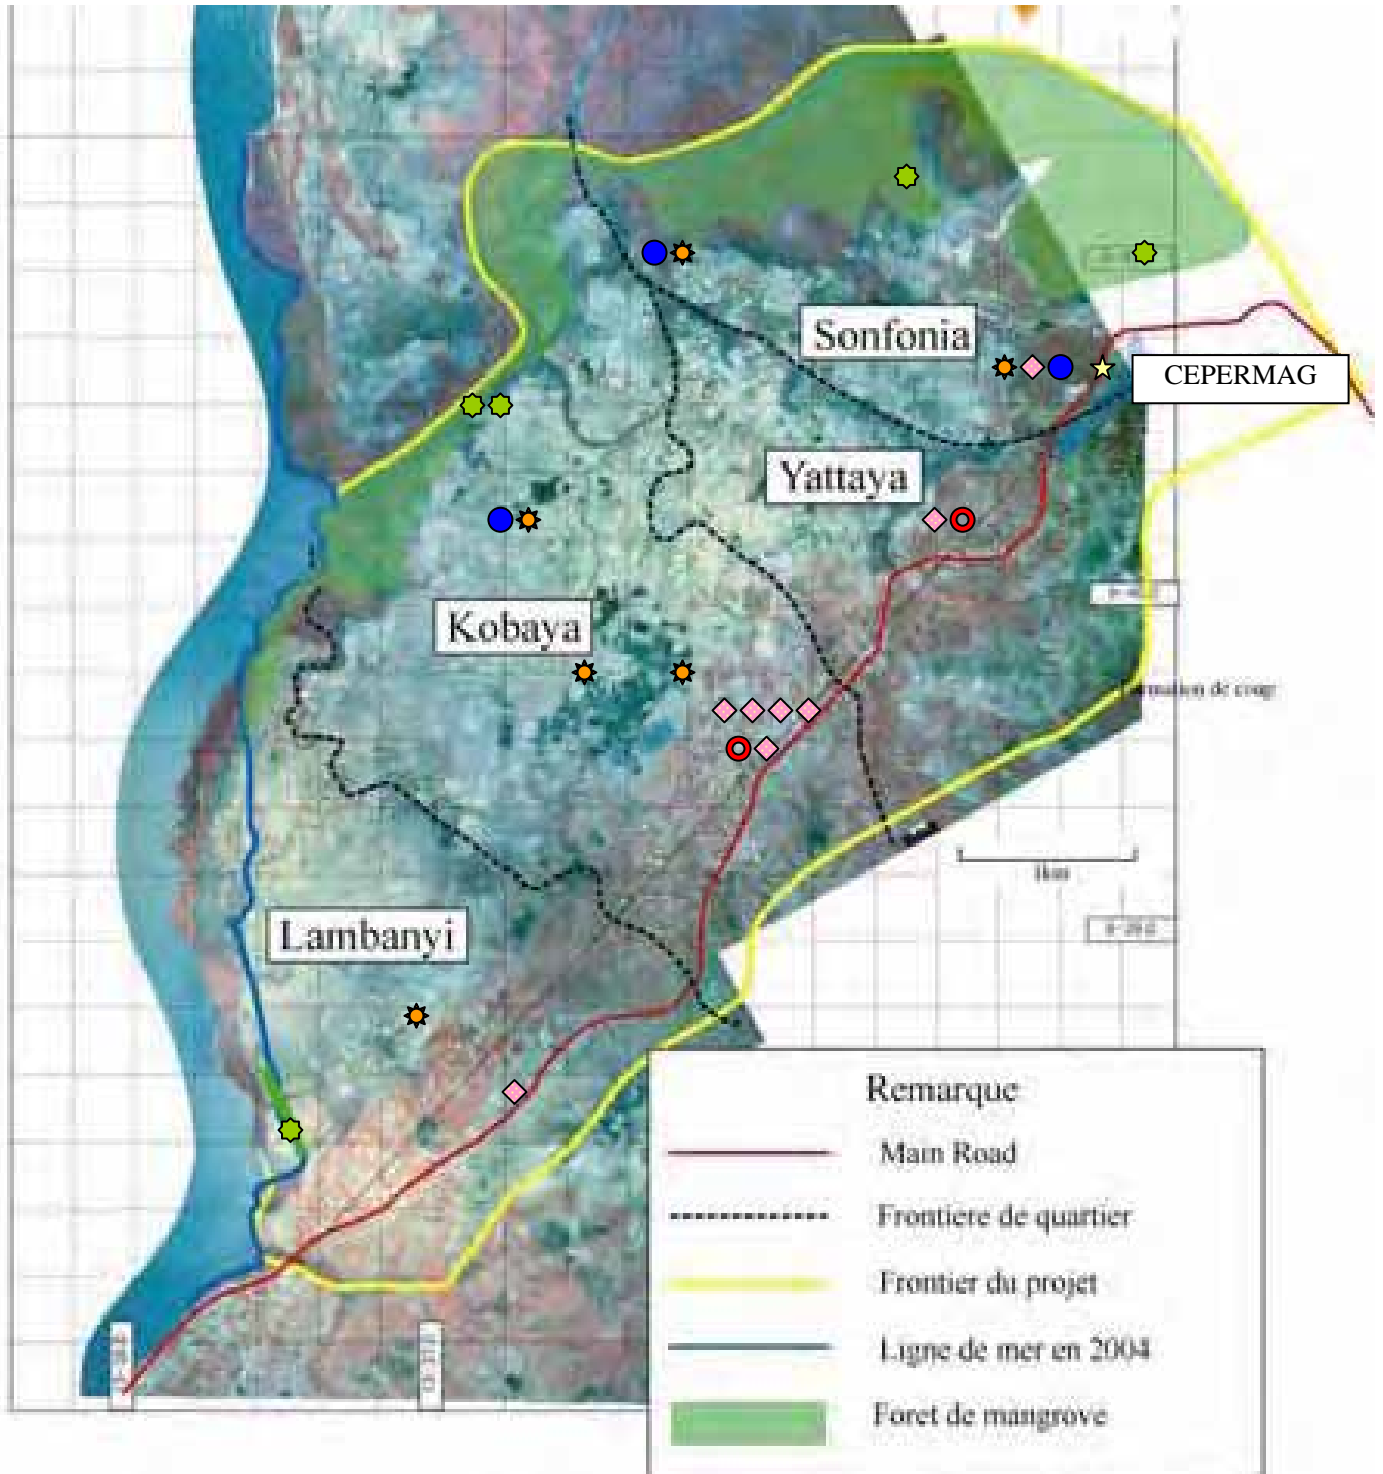 Sonfonia
CEPERMAG
Yattaya
Kobaya
1km
Lambanyi
Remarque
Main Road
Frontiere de quartier
Frontier du projet
Ligne de mer en 2004
Foret de mangrove